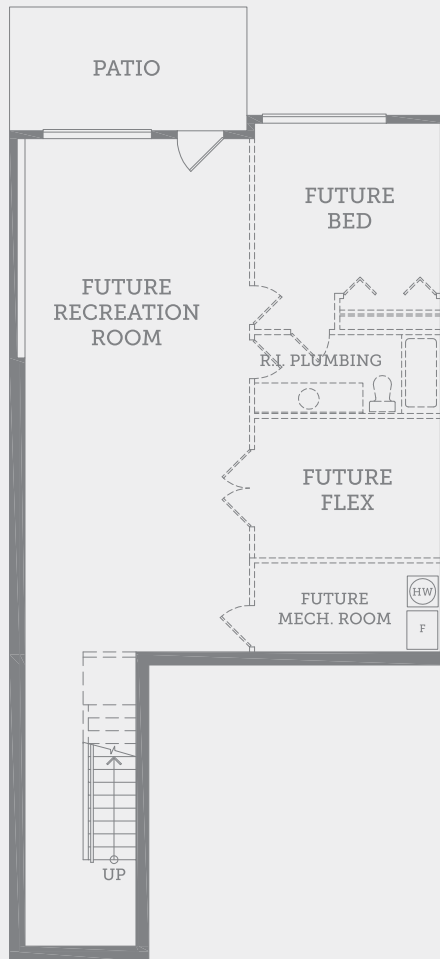 PATIO
FUTURE
BED
FUTURE
RECREATION
ROOM
R.I. PLUMBING
FUTURE
FLEX
FUTURE
MECH. ROOM
HW
F
UP